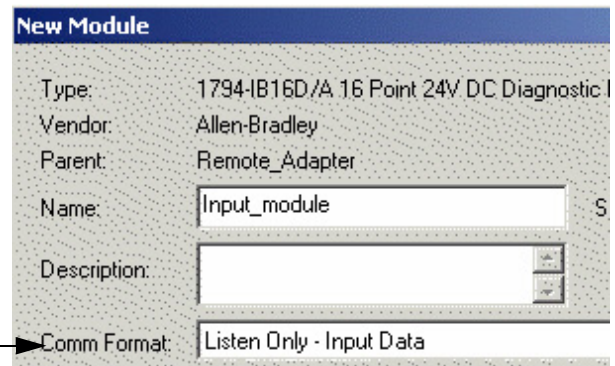 New Module
Type: 1794-IB16D/A 16 Point 24V DC Diagnostic
Vendor: Allen-Bradley
Parent: Remote_Adapter
Name: Input_module S
Description:
Comm Format: Listen Only - Input Data